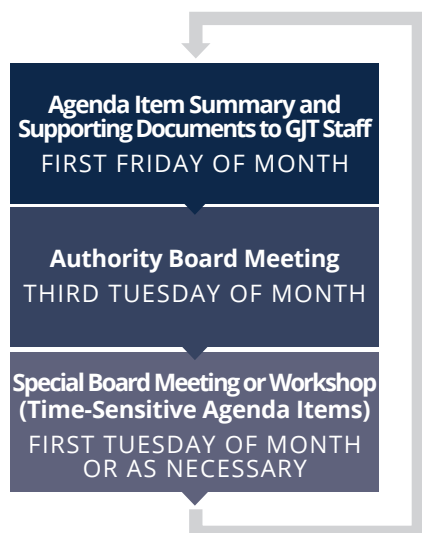 Agenda Item Summary and
Supporting Documents to GJT Staff
FIRST FRIDAY OF MONTH
Authority Board Meeting
THIRD TUESDAY OF MONTH
Special Board Meeting or Workshop
(Time-Sensitive Agenda Items)
FIRST TUESDAY OF MONTH
OR AS NECESSARY